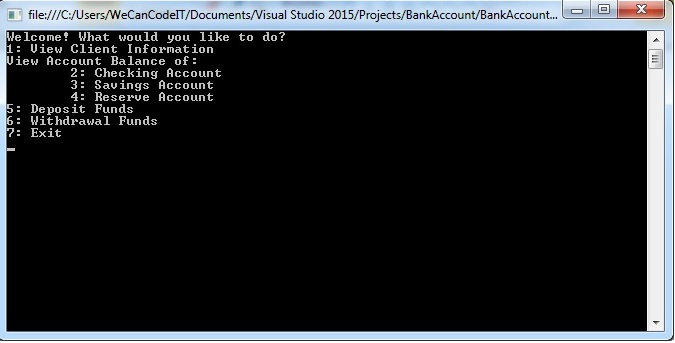 file:///C:/Users/WeCanCodeIT/Documents/Visual Studio 2015/Projects/BankAccount/BankAccount...
Welcome! What would you like to do?
1: View Client Information
View Account Balance of:
        2: Checking Account
        3: Savings Account
        4: Reserve Account
5: Deposit Funds
6: Withdrawal Funds
7: Exit